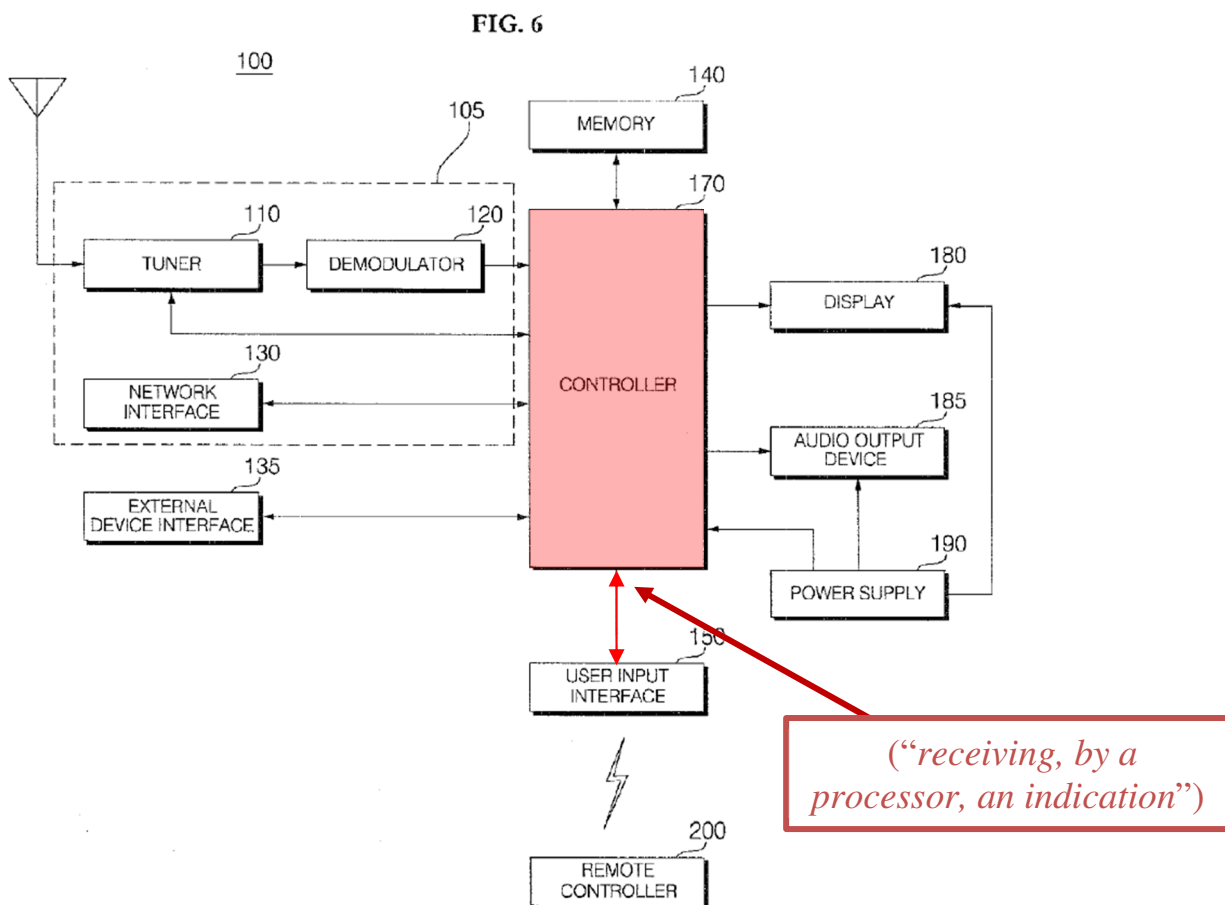 FIG. 6
100
140
MEMORY
105
170
110
TUNER
120
DEMODULATOR
180
DISPLAY
130
NETWORK
INTERFACE
CONTROLLER
185
AUDIO OUTPUT
DEVICE
135
EXTERNAL
DEVICE INTERFACE
190
POWER SUPPLY
150
USER INPUT
INTERFACE
(“receiving, by a
processor, an indication”)
200
REMOTE
CONTROLLER